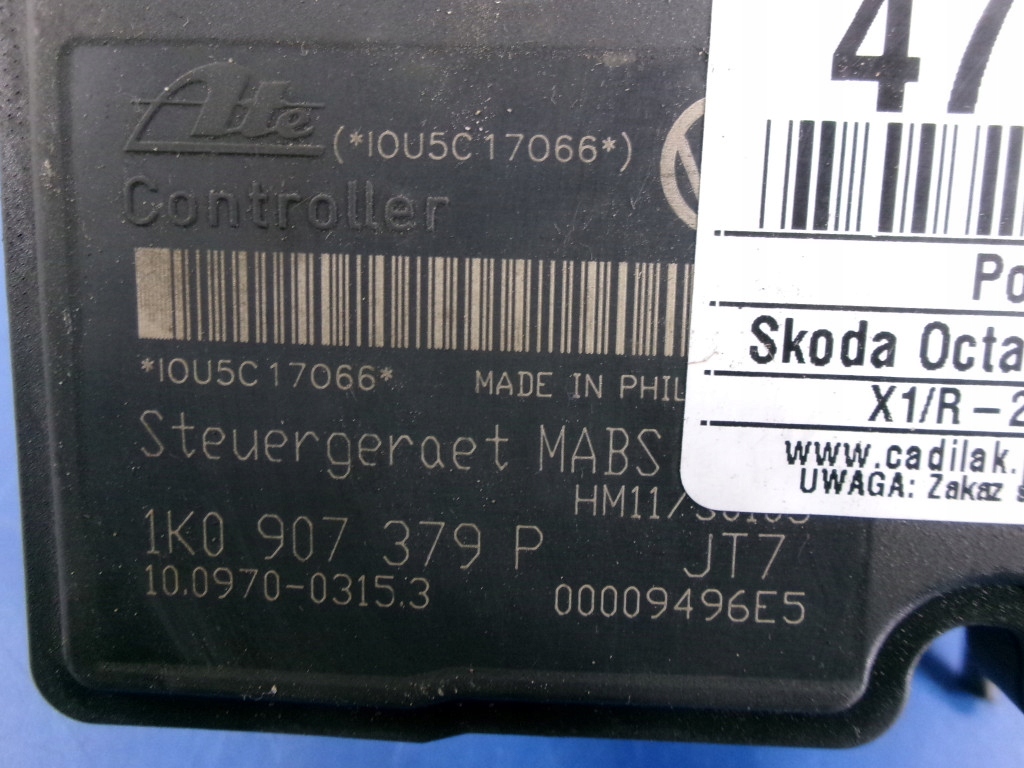 Ate
(*IOU5C17066*)
Controller
*IOU5C17066*
MADE IN PHIL
Steuergeraet MABS
HM11/
1K0 907 379 P JT7
10.0970-0315.3 00009496E5
47
Po
Skoda Octa
X1/R – 2
www.cadilak.
UWAGA: Zakaz